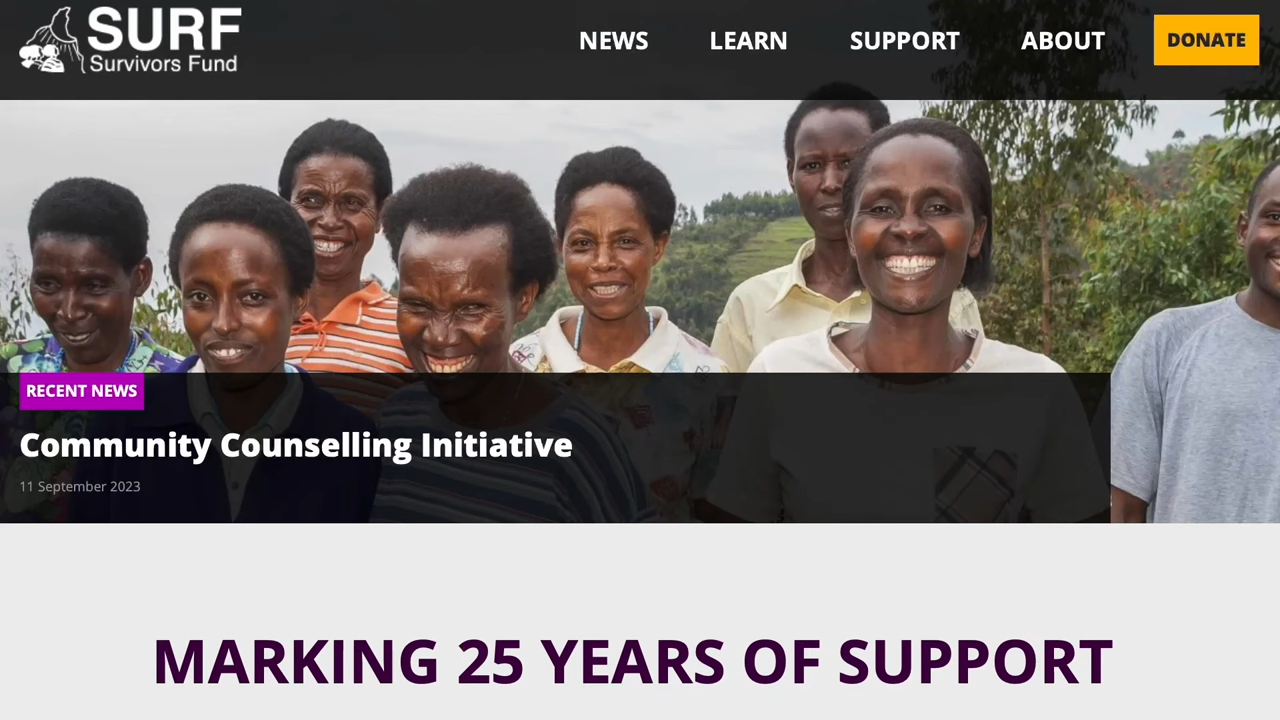 SURF
Survivors Fund
NEWS
LEARN
SUPPORT
ABOUT
DONATE
RECENT NEWS
Community Counselling Initiative
11 September 2023
MARKING 25 YEARS OF SUPPORT